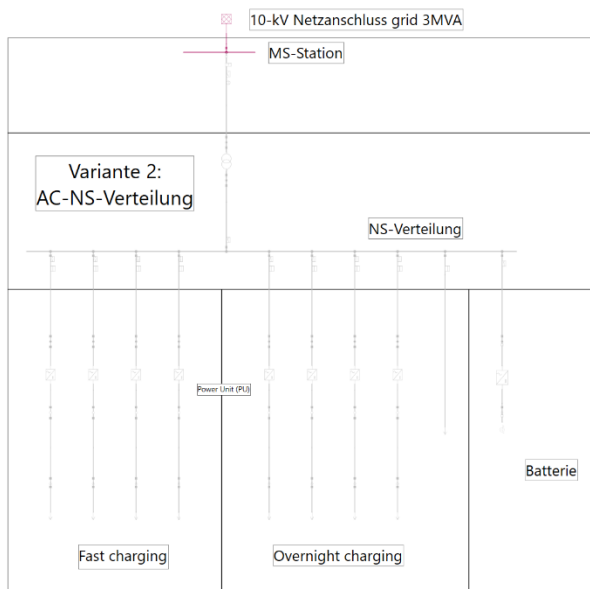 10-kV Netzanschluss grid 3MVA
MS-Station
Variante 2:
AC-NS-Verteilung
NS-Verteilung
Power Unit (PU)
Batterie
Fast charging
Overnight charging